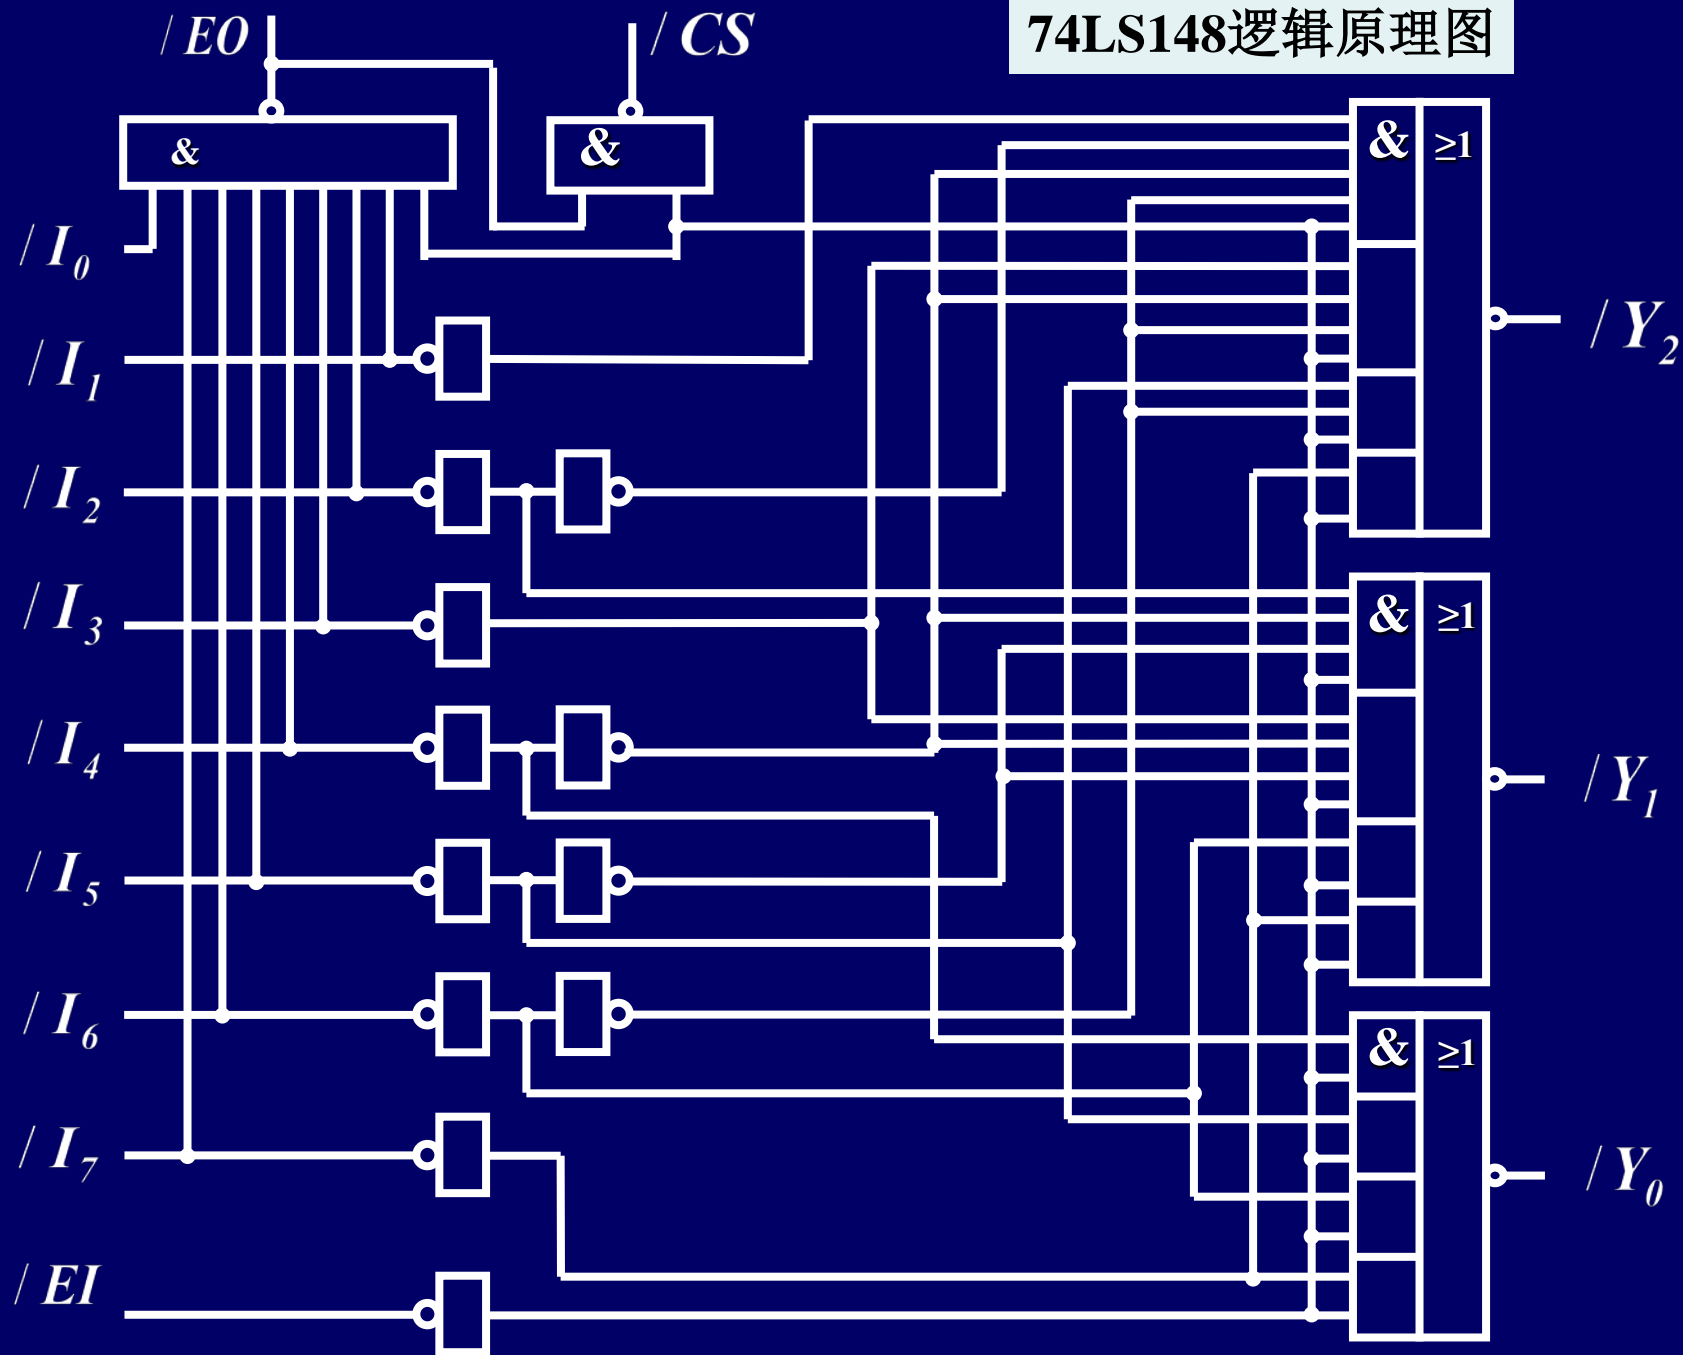 74LS148逻辑原理图
/ EO
/ CS
&
&
& ≥1
/ I0
/ I1
/ Y2
/ I2
/ I3
& ≥1
/ I4
/ Y1
/ I5
/ I6
& ≥1
/ I7
/ Y0
/ EI